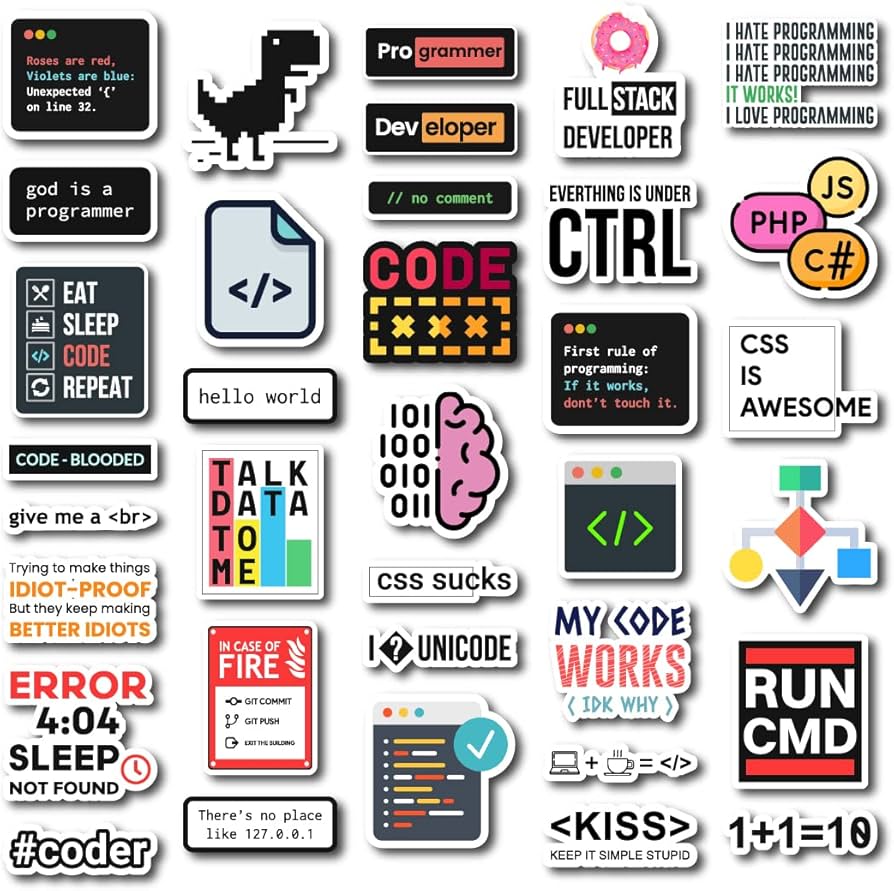 Roses are red,
Violets are blue:
Unexpected ‘{’
on line 32.
god is a
programmer
EAT
SLEEP
</>
CODE
REPEAT
CODE-BLOODED
give me a <br>
Trying to make things
IDIOT-PROOF
But they keep making
BETTER IDIOTS
ERROR
4:04
SLEEP
NOT FOUND
#coder
</>
hello world
TALK
DATA
TO
ME
IN CASE OF
FIRE
GIT COMMIT
GIT PUSH
EXIT THE BUILDING
There's no place
like 127.0.0.1
Programmer
Developer
// no comment
CODE
101
100
010
011
css sucks
I � UNICODE
FULL STACK
DEVELOPER
EVERTHING IS UNDER
CTRL
First rule of
programming:
If it works,
dont't touch it.
</>
MY CODE
WORKS
< IDK WHY >
+ = </>
<KISS>
KEEP IT SIMPLE STUPID
I HATE PROGRAMMING
I HATE PROGRAMMING
I HATE PROGRAMMING
IT WORKS!
I LOVE PROGRAMMING
JS
PHP
C#
CSS
IS
AWESOME
RUN
CMD
1+1=10